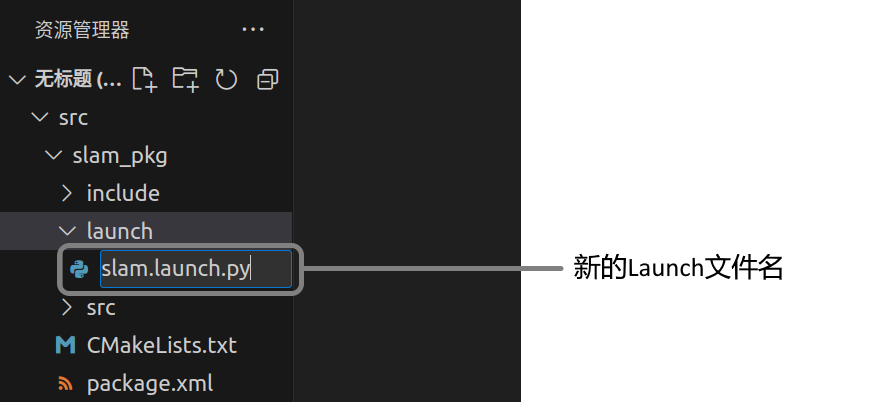 资源管理器
无标题 (...
src
slam_pkg
include
launch
slam.launch.py
新的Launch文件名
src
CMakeLists.txt
package.xml